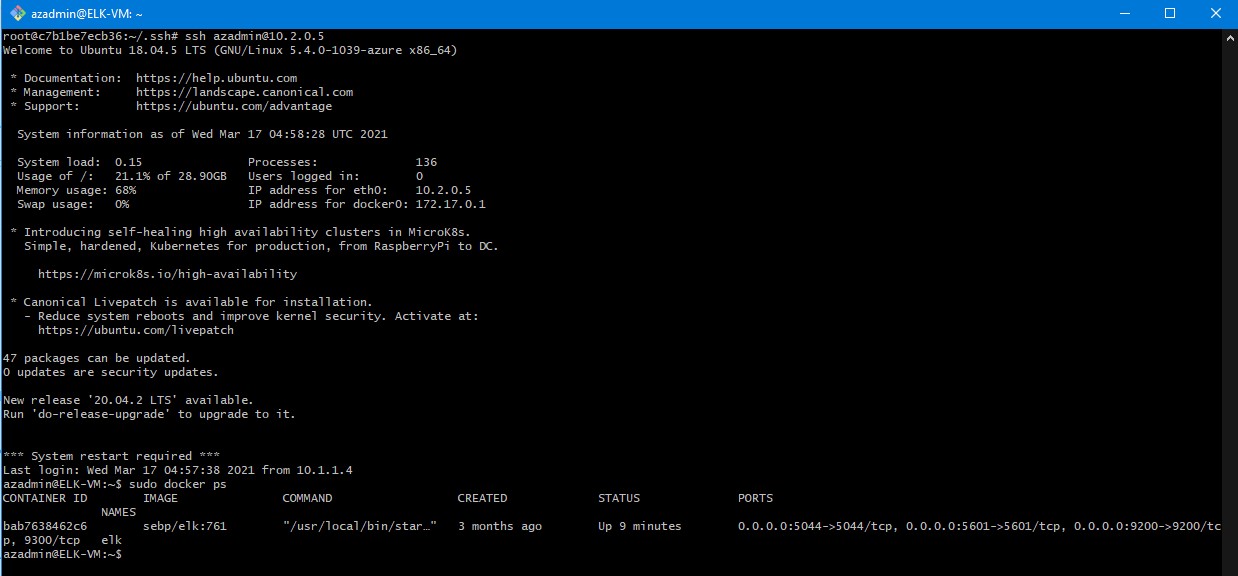 azadmin@ELK-VM: ~
root@c7b1be7ecb36:~/.ssh# ssh azadmin@10.2.0.5
Welcome to Ubuntu 18.04.5 LTS (GNU/Linux 5.4.0-1039-azure x86_64)
* Documentation:  https://help.ubuntu.com
* Management:     https://landscape.canonical.com
* Support:        https://ubuntu.com/advantage
System information as of Wed Mar 17 04:58:28 UTC 2021
System load:  0.15               Processes:              136
Usage of /:   21.1% of 28.90GB   Users logged in:        0
Memory usage: 68%                IP address for eth0:    10.2.0.5
Swap usage:   0%                 IP address for docker0: 172.17.0.1
* Introducing self-healing high availability clusters in MicroK8s.
Simple, hardened, Kubernetes for production, from RaspberryPi to DC.
https://microk8s.io/high-availability
* Canonical Livepatch is available for installation.
- Reduce system reboots and improve kernel security. Activate at:
https://ubuntu.com/livepatch
47 packages can be updated.
0 updates are security updates.
New release '20.04.2 LTS' available.
Run 'do-release-upgrade' to upgrade to it.
*** System restart required ***
Last login: Wed Mar 17 04:57:38 2021 from 10.1.1.4
azadmin@ELK-VM:~$ sudo docker ps
CONTAINER ID        IMAGE               COMMAND                  CREATED             STATUS              PORTS
NAMES
bab7638462c6        sebp/elk:761        "/usr/local/bin/star…"   3 months ago        Up 9 minutes        0.0.0.0:5044->5044/tcp, 0.0.0.0:5601->5601/tcp, 0.0.0.0:9200->9200/tc
p, 9300/tcp   elk
azadmin@ELK-VM:~$